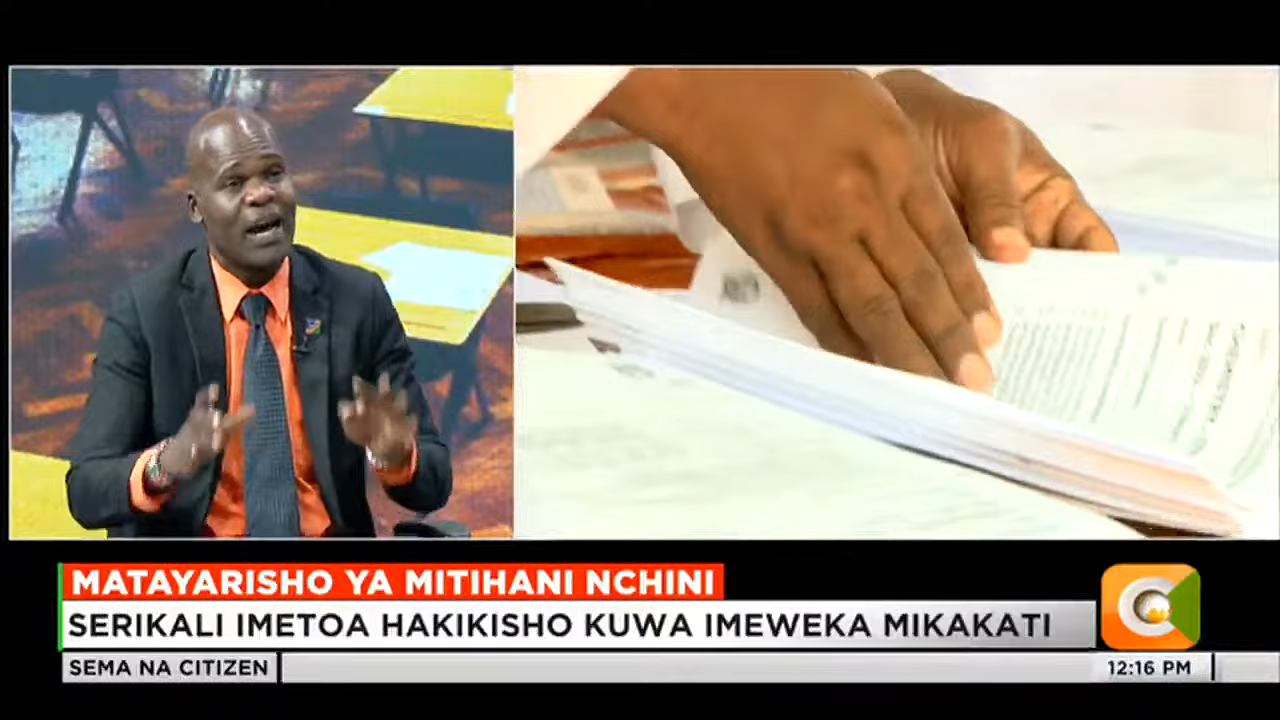 MATAYARISHO YA MITIHANI NCHINI
SERIKALI IMETOA HAKIKISHO KUWA IMEWEKA MIKAKATI
SEMA NA CITIZEN
12:16 PM